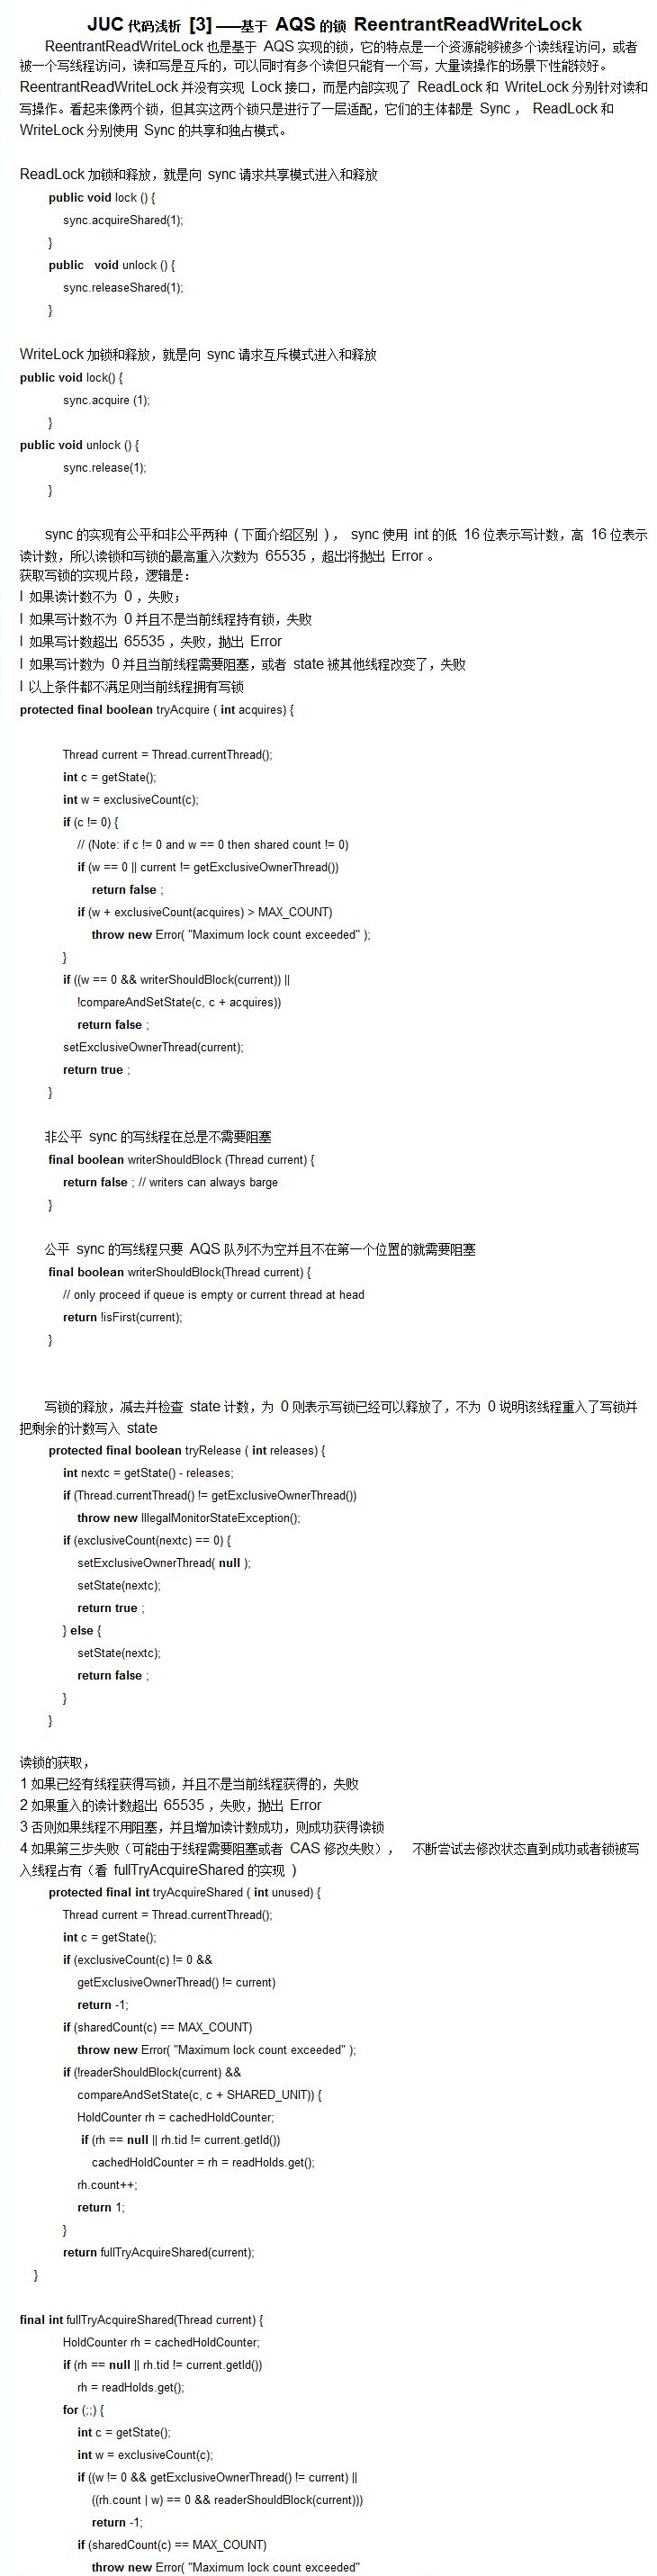 JUC 代码浅析 [3] ——基于 AQS 的锁 ReentrantReadWriteLock
ReentrantReadWriteLock 也是基于 AQS 实现的锁，它的特点是一个资源能够被多个读线程访问，或者
被一个写线程访问，读和写是互斥的，可以同时有多个读但只能有一个写，大量读操作的场景下性能较好。
ReentrantReadWriteLock 并没有实现 Lock 接口，而是内部实现了 ReadLock 和 WriteLock 分别针对读和
写操作。看起来像两个锁，但其实这两个锁只是进行了一层适配，它们的主体都是 Sync ， ReadLock 和
WriteLock 分别使用 Sync 的共享和独占模式。
ReadLock 加锁和释放，就是向 sync 请求共享模式进入和释放
public void lock () {
sync.acquireShared(1);
}
public void unlock () {
sync.releaseShared(1);
}
WriteLock 加锁和释放，就是向 sync 请求互斥模式进入和释放
public void lock() {
sync.acquire (1);
}
public void unlock () {
sync.release(1);
}
sync 的实现有公平和非公平两种 ( 下面介绍区别 ) ， sync 使用 int 的低 16 位表示写计数，高 16 位表示
读计数，所以读锁和写锁的最高重入次数为 65535 ，超出将抛出 Error 。
获取写锁的实现片段，逻辑是：
l 如果读计数不为 0 ，失败；
l 如果写计数不为 0 并且不是当前线程持有锁，失败
l 如果写计数超出 65535 ，失败，抛出 Error
l 如果写计数为 0 并且当前线程需要阻塞，或者 state 被其他线程改变了，失败
l 以上条件都不满足则当前线程拥有写锁
protected final boolean tryAcquire ( int acquires) {
Thread current = Thread.currentThread();
int c = getState();
int w = exclusiveCount(c);
if (c != 0) {
// (Note: if c != 0 and w == 0 then shared count != 0)
if (w == 0 || current != getExclusiveOwnerThread())
return false ;
if (w + exclusiveCount(acquires) > MAX_COUNT)
throw new Error( "Maximum lock count exceeded" );
}
if ((w == 0 && writerShouldBlock(current)) ||
!compareAndSetState(c, c + acquires))
return false ;
setExclusiveOwnerThread(current);
return true ;
}
非公平 sync 的写线程在总是不需要阻塞
final boolean writerShouldBlock (Thread current) {
return false ; // writers can always barge
}
公平 sync 的写线程只要 AQS 队列不为空并且不在第一个位置的就需要阻塞
final boolean writerShouldBlock(Thread current) {
// only proceed if queue is empty or current thread at head
return !isFirst(current);
}
写锁的释放，减去并检查 state 计数，为 0 则表示写锁已经可以释放了，不为 0 说明该线程重入了写锁并
把剩余的计数写入 state
protected final boolean tryRelease ( int releases) {
int nextc = getState() - releases;
if (Thread.currentThread() != getExclusiveOwnerThread())
throw new IllegalMonitorStateException();
if (exclusiveCount(nextc) == 0) {
setExclusiveOwnerThread( null );
setState(nextc);
return true ;
} else {
setState(nextc);
return false ;
}
}
读锁的获取，
1 如果已经有线程获得写锁，并且不是当前线程获得的，失败
2 如果重入的读计数超出 65535 ，失败，抛出 Error
3 否则如果线程不用阻塞，并且增加读计数成功，则成功获得读锁
4 如果第三步失败（可能由于线程需要阻塞或者 CAS 修改失败）， 不断尝试去修改状态直到成功或者锁被写
入线程占有（看 fullTryAcquireShared 的实现 )
protected final int tryAcquireShared ( int unused) {
Thread current = Thread.currentThread();
int c = getState();
if (exclusiveCount(c) != 0 &&
getExclusiveOwnerThread() != current)
return -1;
if (sharedCount(c) == MAX_COUNT)
throw new Error( "Maximum lock count exceeded" );
if (!readerShouldBlock(current) &&
compareAndSetState(c, c + SHARED_UNIT)) {
HoldCounter rh = cachedHoldCounter;
if (rh == null || rh.tid != current.getId())
cachedHoldCounter = rh = readHolds.get();
rh.count++;
return 1;
}
return fullTryAcquireShared(current);
}
final int fullTryAcquireShared(Thread current) {
HoldCounter rh = cachedHoldCounter;
if (rh == null || rh.tid != current.getId())
rh = readHolds.get();
for (;;) {
int c = getState();
int w = exclusiveCount(c);
if ((w != 0 && getExclusiveOwnerThread() != current) ||
((rh.count | w) == 0 && readerShouldBlock(current)))
return -1;
if (sharedCount(c) == MAX_COUNT)
throw new Error( "Maximum lock count exceeded"